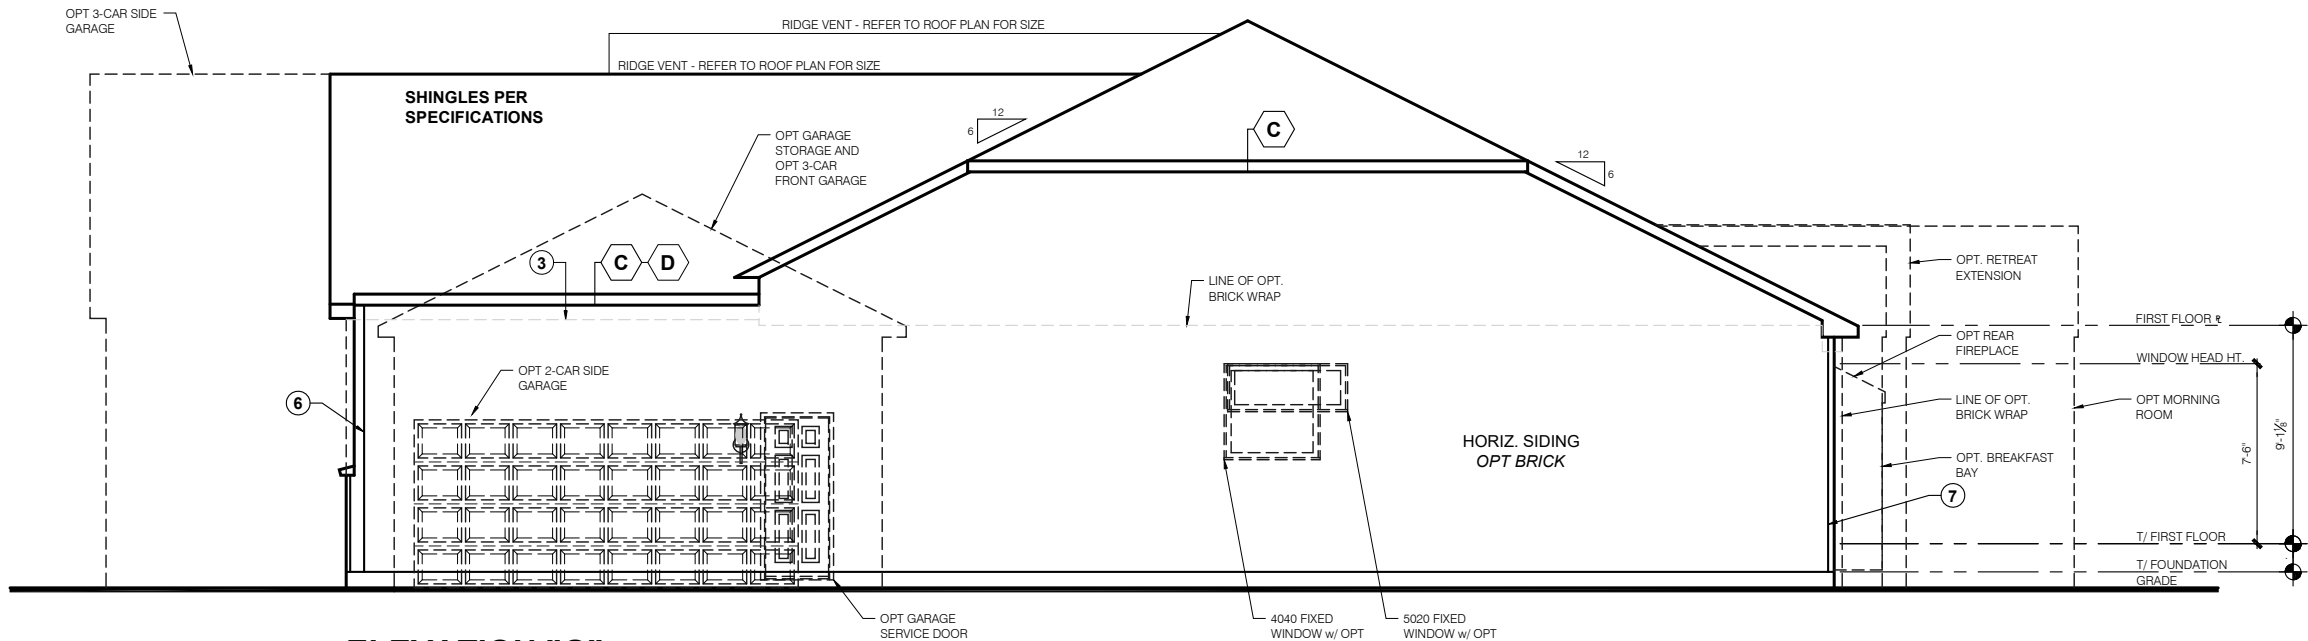 OPT 3-CAR SIDE
GARAGE
RIDGE VENT - REFER TO ROOF PLAN FOR SIZE
RIDGE VENT - REFER TO ROOF PLAN FOR SIZE
SHINGLES PER
SPECIFICATIONS
12
6
OPT GARAGE
STORAGE AND
OPT 3-CAR
FRONT GARAGE
C
12
6
3
C
D
LINE OF OPT.
BRICK WRAP
OPT. RETREAT
EXTENSION
FIRST FLOOR
OPT REAR
FIREPLACE
WINDOW HEAD HT.
OPT 2-CAR SIDE
GARAGE
6
LINE OF OPT.
BRICK WRAP
OPT MORNING
ROOM
HORIZ. SIDING
OPT BRICK
7'-6"
9'-1⅛"
OPT. BREAKFAST
BAY
7
T/ FIRST FLOOR
T/ FOUNDATION
GRADE
OPT GARAGE
SERVICE DOOR
4040 FIXED
WINDOW w/ OPT
5020 FIXED
WINDOW w/ OPT